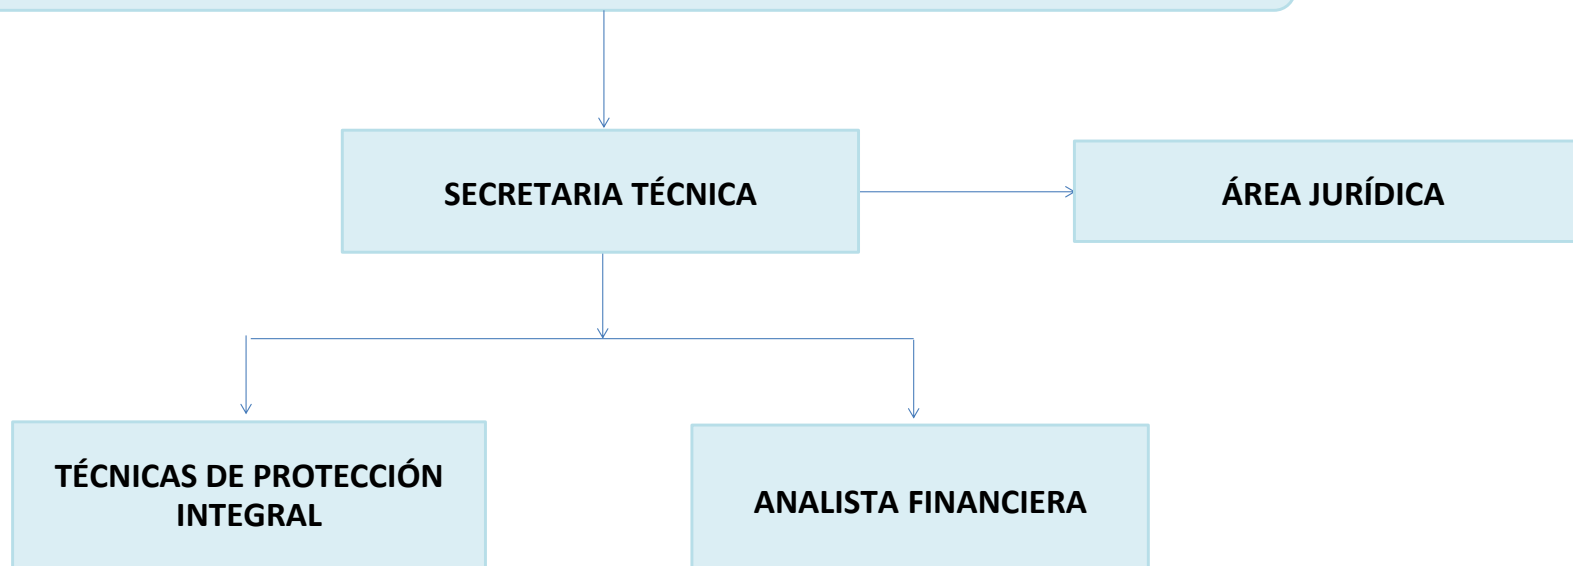 SECRETARIA TÉCNICA
ÁREA JURÍDICA
TÉCNICAS DE PROTECCIÓN
INTEGRAL
ANALISTA FINANCIERA